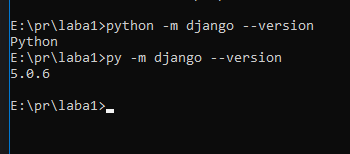 E:\pr\laba1>python -m django --version
Python
E:\pr\laba1>py -m django --version
5.0.6
E:\pr\laba1>